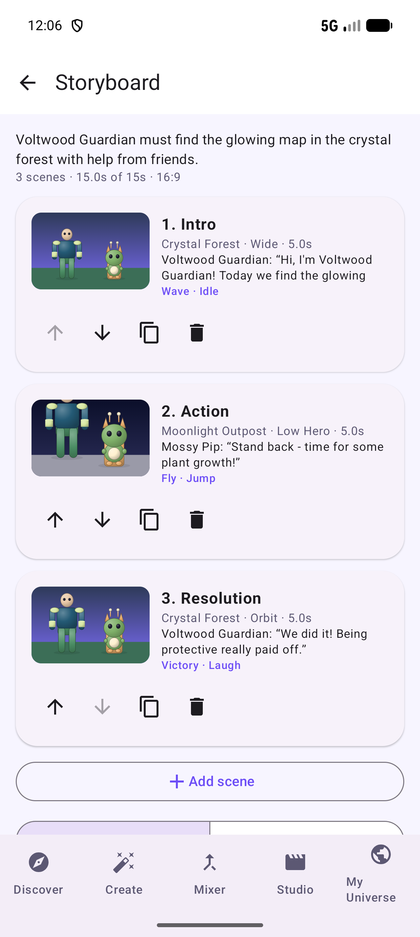 12:06
5G
Storyboard
Voltwood Guardian must find the glowing map in the crystal
forest with help from friends.
3 scenes · 15.0s of 15s · 16:9
1. Intro
Crystal Forest · Wide · 5.0s
Voltwood Guardian: “Hi, I'm Voltwood
Guardian! Today we find the glowing
Wave · Idle
2. Action
Moonlight Outpost · Low Hero · 5.0s
Mossy Pip: “Stand back - time for some
plant growth!”
Fly · Jump
3. Resolution
Crystal Forest · Orbit · 5.0s
Voltwood Guardian: “We did it! Being
protective really paid off.”
Victory · Laugh
+ Add scene
Discover
Create
Mixer
Studio
My
Universe